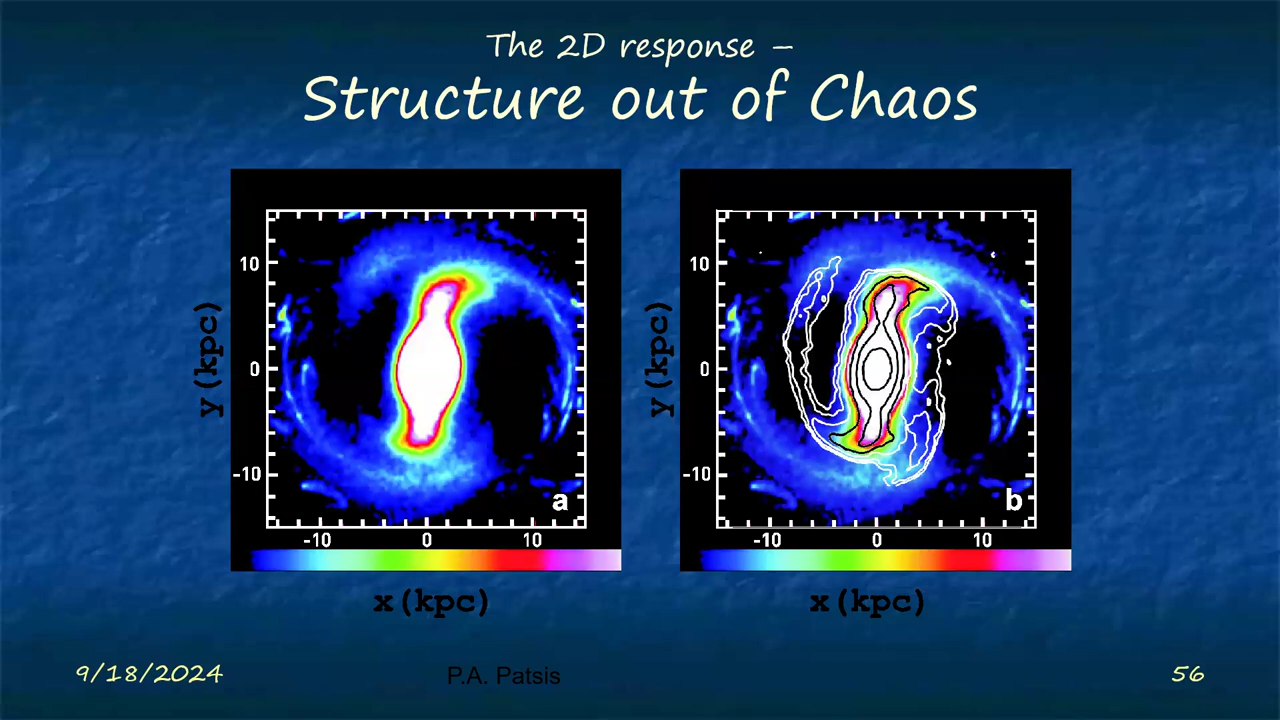 The 2D response –
Structure out of Chaos
10
0
-10
y(kpc)
-10
0
10
a
x(kpc)
10
0
-10
y(kpc)
-10
0
10
b
x(kpc)
9/18/2024
P.A. Patsis
56